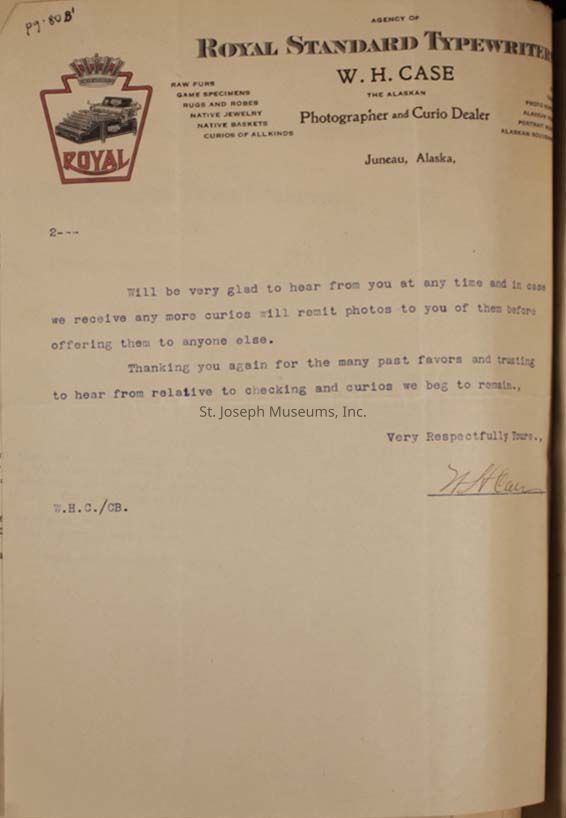 pg. 80 B'
AGENCY OF
ROYAL STANDARD TYPEWRITER
W. H. CASE
THE ALASKAN
Photographer and Curio Dealer
Juneau, Alaska,
ROYAL
RAW FURS
GAME SPECIMENS
RUGS AND ROBES
NATIVE JEWELRY
NATIVE BASKETS
CURIOS OF ALL KINDS
2---
Will be very glad to hear from you at any time and in case
we receive any more curios will remit photos to you of them before
offering them to anyone else.
Thanking you again for the many past favors and trusting
to hear from relative to checking and curios we beg to remain.,
St. Joseph Museums, Inc.
Very Respectfully Yours.,
W H Case
W.H.C./CB.